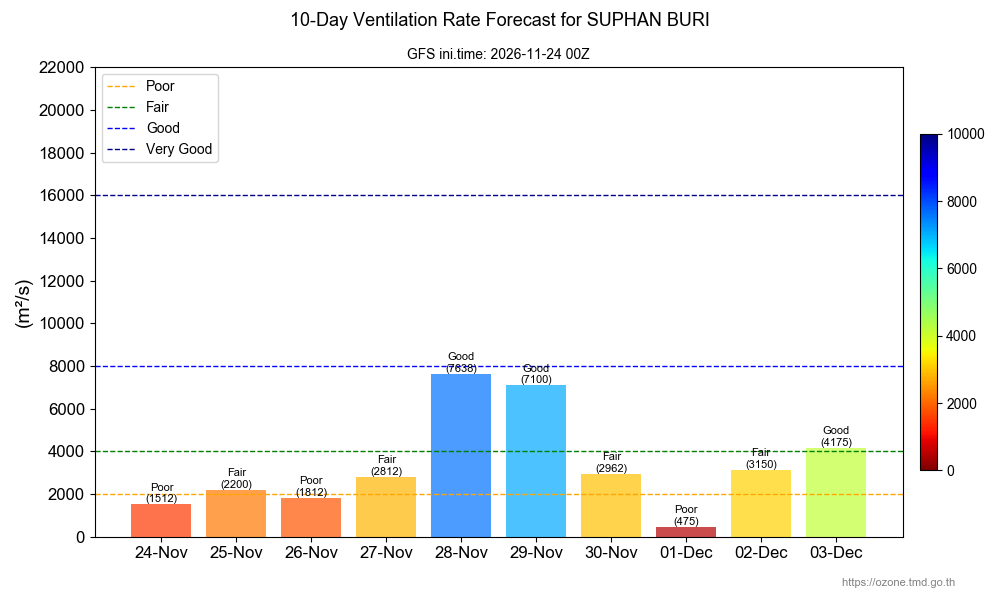 10-Day Ventilation Rate Forecast for SUPHAN BURI
GFS ini.time: 2026-11-24 00Z
(m²/s)
22000
20000
18000
16000
14000
12000
10000
8000
6000
4000
2000
0
Poor
Fair
Good
Very Good
Poor
(1512)
Fair
(2200)
Poor
(1812)
Fair
(2812)
Good
(7638)
Good
(7100)
Fair
(2962)
Poor
(475)
Fair
(3150)
Good
(4175)
24-Nov 25-Nov 26-Nov 27-Nov 28-Nov 29-Nov 30-Nov 01-Dec 02-Dec 03-Dec
10000
8000
6000
4000
2000
0
https://ozone.tmd.go.th